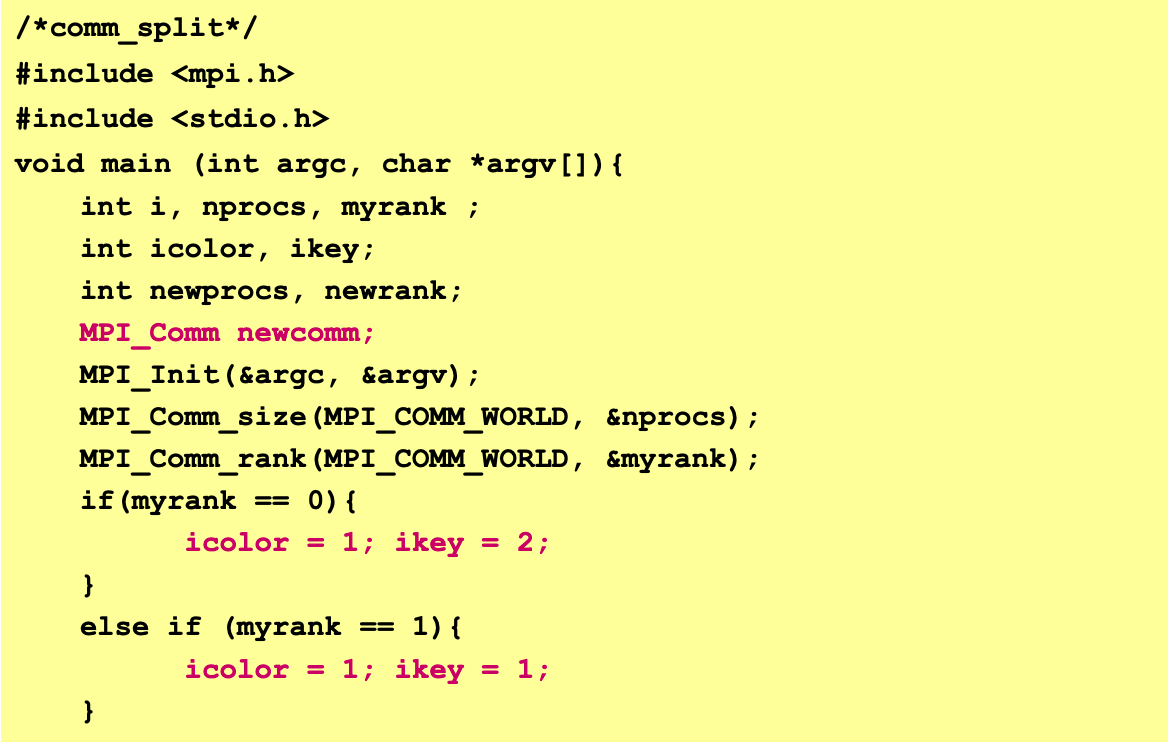 /*comm_split*/
#include <mpi.h>
#include <stdio.h>
void main (int argc, char *argv[]){
    int i, nprocs, myrank ;
    int icolor, ikey;
    int newprocs, newrank;
    MPI_Comm newcomm;
    MPI_Init(&argc, &argv);
    MPI_Comm_size(MPI_COMM_WORLD, &nprocs);
    MPI_Comm_rank(MPI_COMM_WORLD, &myrank);
    if(myrank == 0){
          icolor = 1; ikey = 2;
    }
    else if (myrank == 1){
          icolor = 1; ikey = 1;
    }